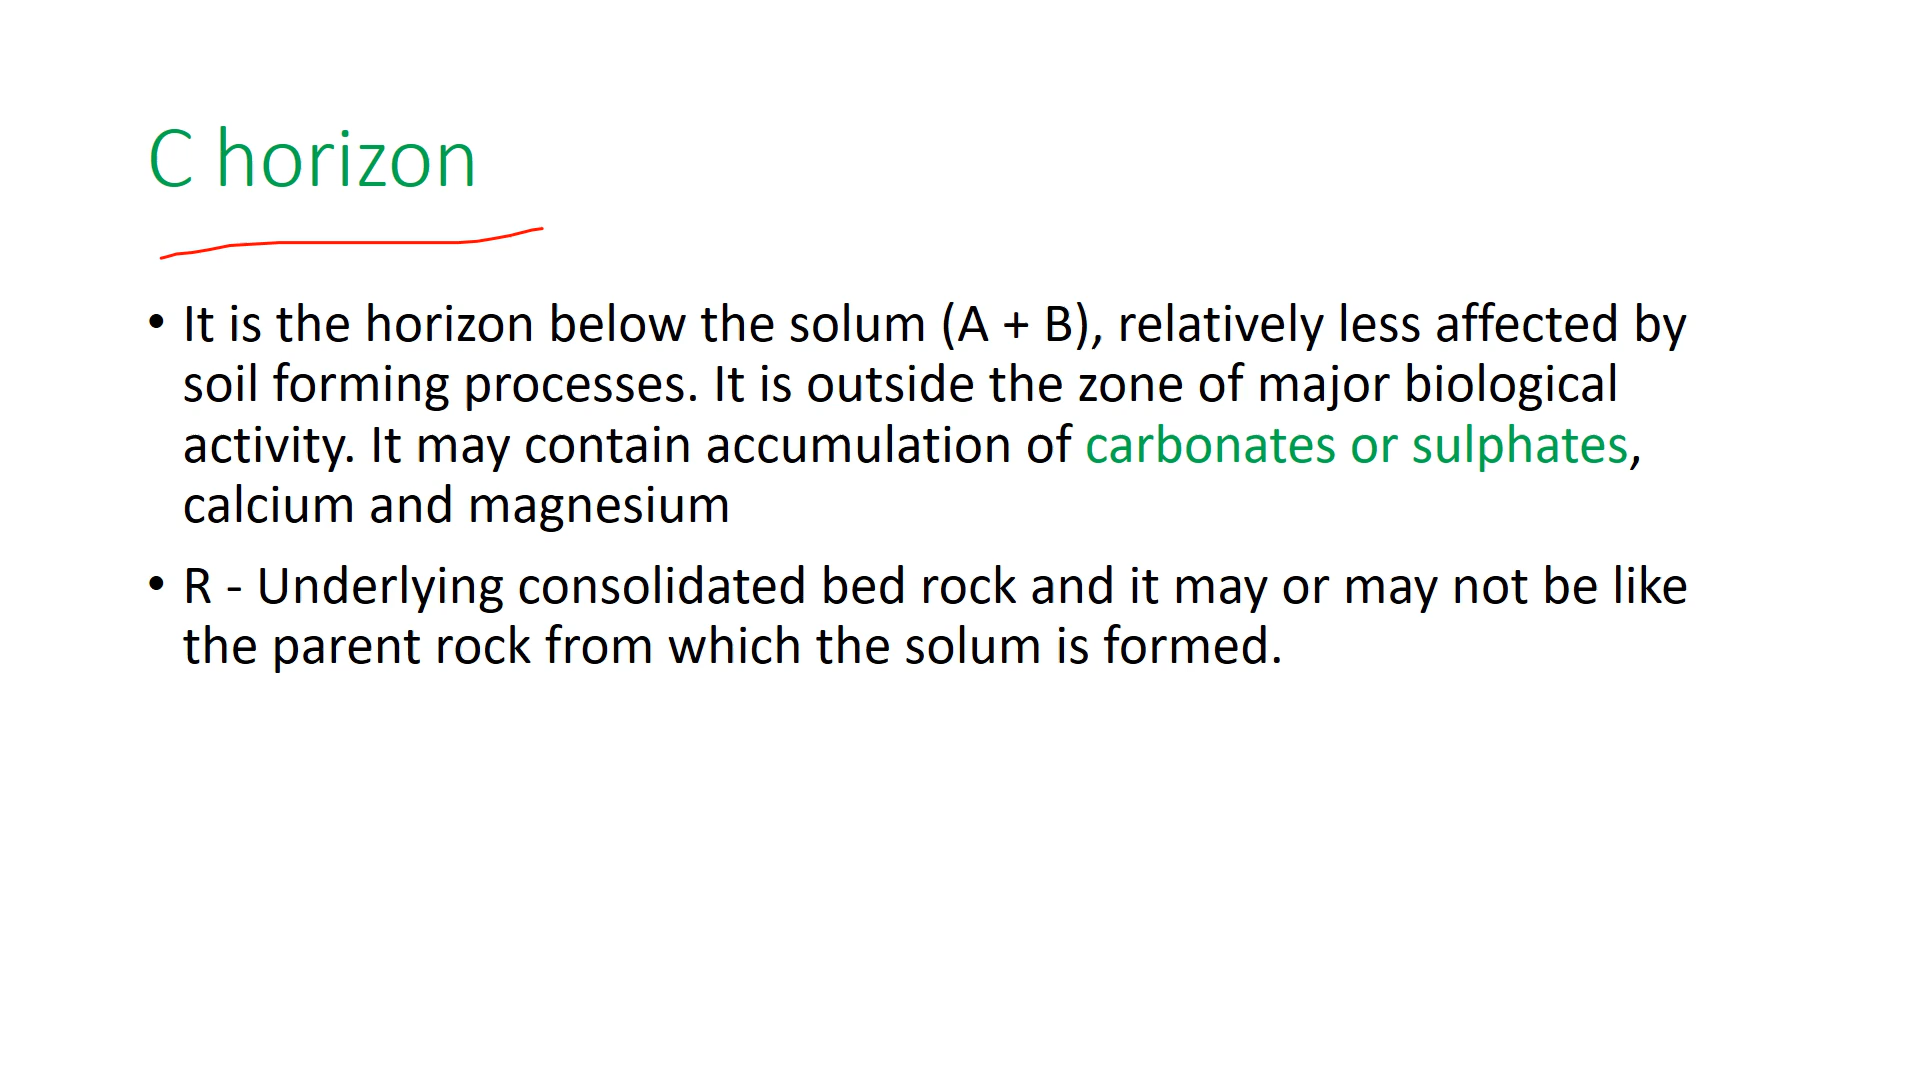 C horizon
• It is the horizon below the solum (A + B), relatively less affected by
soil forming processes. It is outside the zone of major biological
activity. It may contain accumulation of carbonates or sulphates,
calcium and magnesium
• R - Underlying consolidated bed rock and it may or may not be like
the parent rock from which the solum is formed.